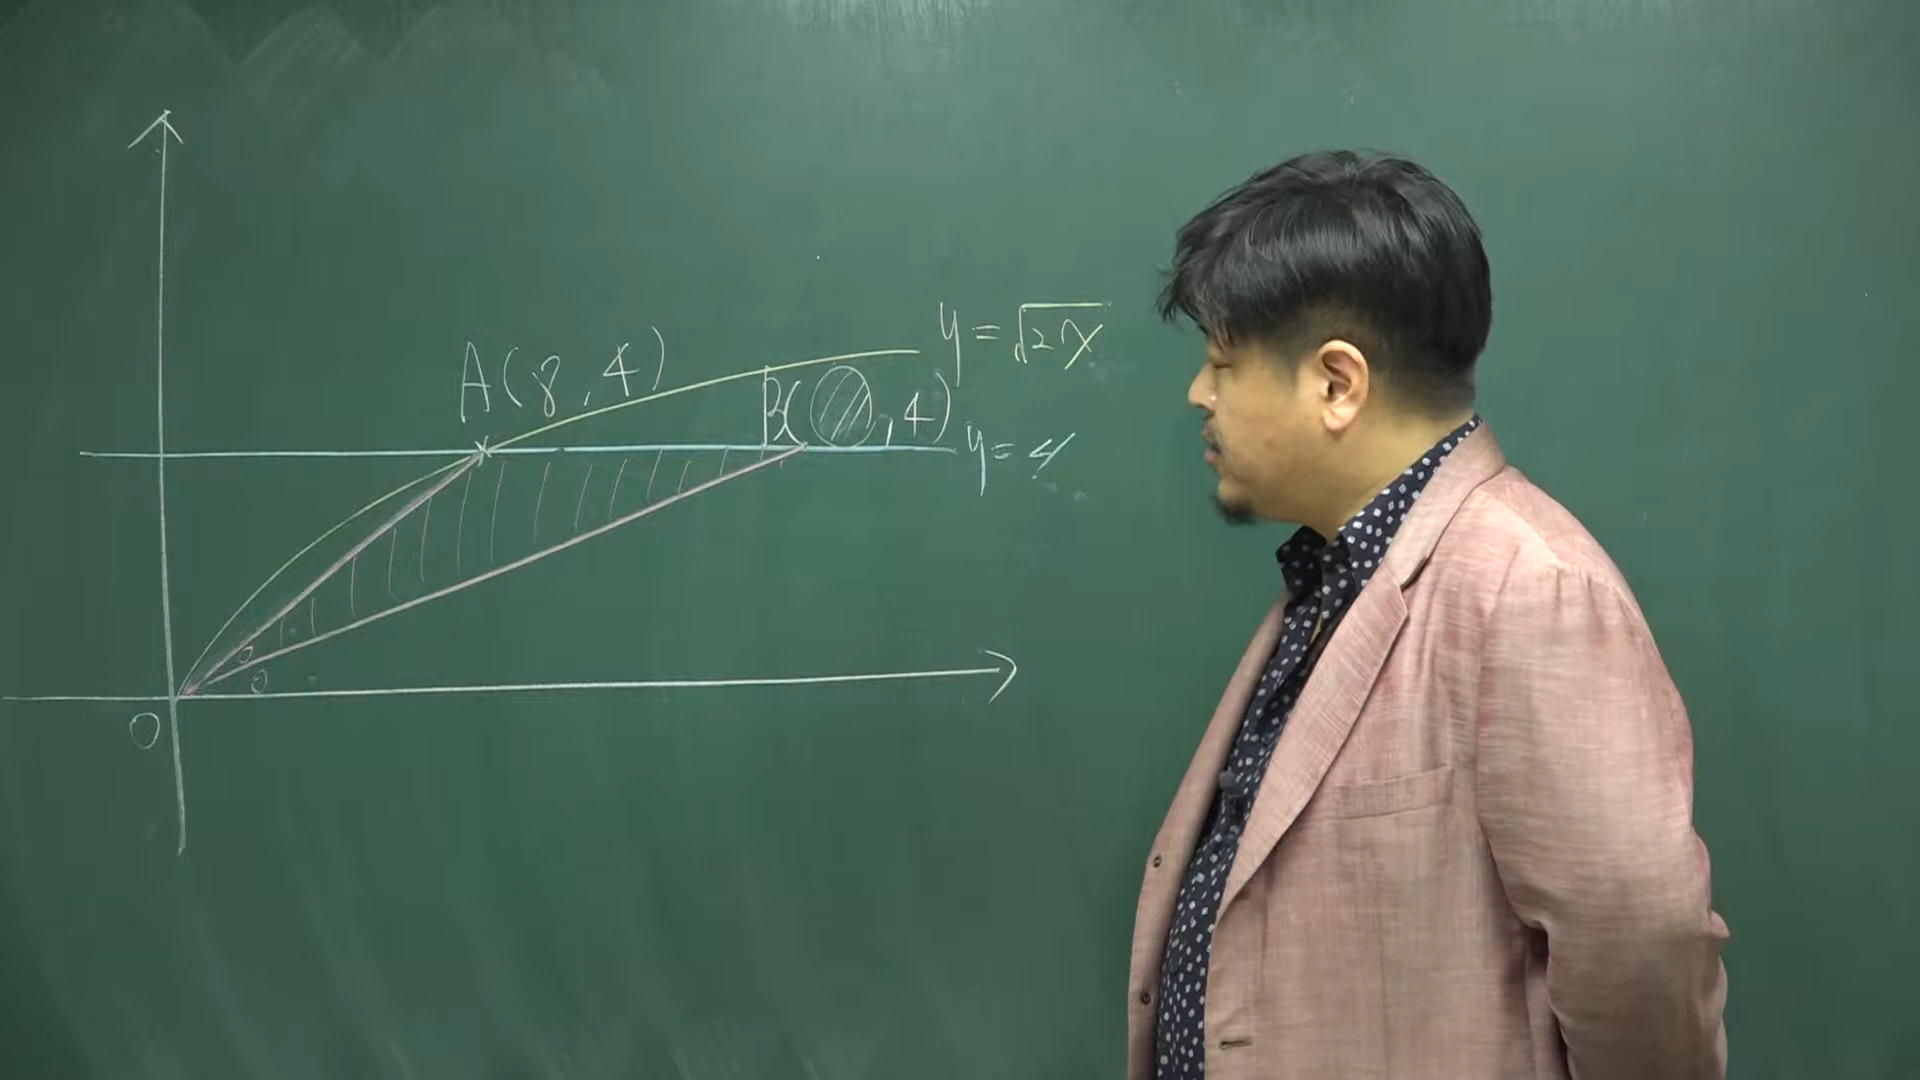 y = √2x
A(8, 4)
B( , 4)
y = 4
O